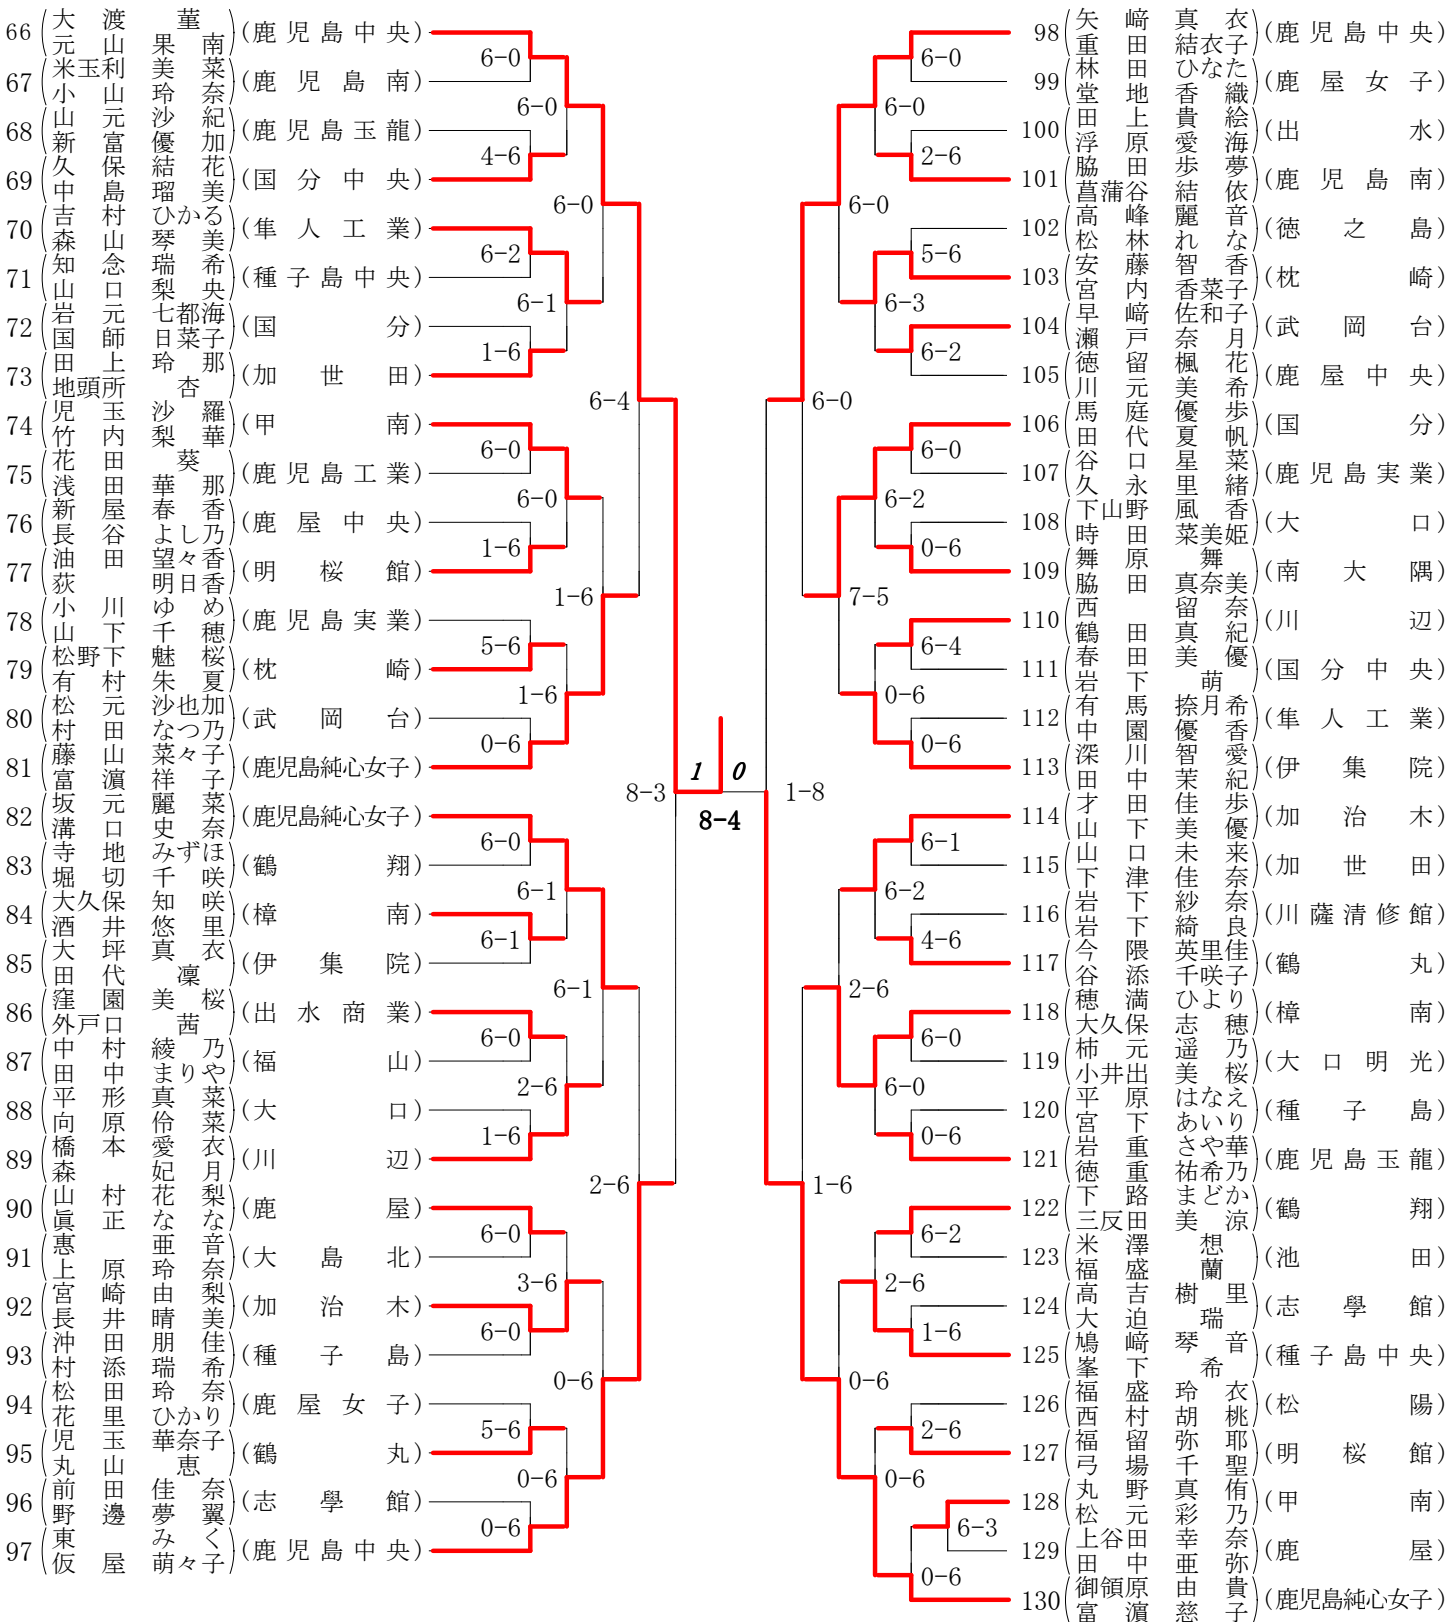 66 大渡 菫 (鹿児島中央)
元山 果南
67 米玉利 美菜 (鹿児島南)
小山 玲奈
68 山元 沙紀 (鹿児島玉龍)
新富 優加
69 久保 結花 (国分中央)
中島 瑠美
70 吉村 ひかる (隼人工業)
森山 琴美
71 知念 瑞希 (種子島中央)
山口 梨央
72 岩元 七都海 (国分)
国師 日菜子
73 田上 玲那 (加世田)
地頭所 杏
74 児玉 沙羅 (甲南)
竹内 梨華
75 花田 葵 (鹿児島工業)
浅田 華那
76 新屋 春香 (鹿屋中央)
長谷 よし乃
77 油田 望々香 (明桜館)
荻 明日香
78 小川 ゆめ (鹿児島実業)
山下 千穂
79 松野下 魅桜 (枕崎)
有村 朱夏
80 松元 沙也加 (武岡台)
村田 なつ乃
81 藤山 菜々子 (鹿児島純心女子)
富濵 祥子
82 坂元 麗菜 (鹿児島純心女子)
溝口 史奈
83 寺地 みずほ (鶴翔)
堀切 千咲
84 大久保 知咲 (樟南)
酒井 悠里
85 大坪 真衣 (伊集院)
田代 凜
86 窪園 美桜 (出水商業)
外戸口 茜
87 中村 綾乃 (福山)
田中 まりや
88 平形 真菜 (大口)
向原 伶菜
89 橋本 愛衣 (川辺)
森 妃月
90 山村 花梨 (鹿屋)
眞正 なな
91 惠 亜音 (大島北)
上原 玲奈
92 宮崎 由梨 (加治木)
長井 晴美
93 沖田 朋佳 (種子島)
村添 瑞希
94 松田 玲奈 (鹿屋女子)
花里 ひかり
95 児玉 華奈子 (鶴丸)
丸山 恵
96 前田 佳奈 (志學館)
野邊 夢翼
97 東 みく (鹿児島中央)
仮屋 萌々子
6-0
4-6
6-2
1-6
6-0
1-6
5-6
0-6
6-0
6-1
6-0
1-6
6-0
6-0
5-6
0-6
6-0
6-1
6-0
1-6
6-1
2-6
3-6
0-6
6-0
1-6
6-1
0-6
6-4
2-6
8-3
1 0
8-4
1-8
6-0
1-6
6-0
7-5
2-6
0-6
6-0
6-3
6-2
0-6
6-2
6-0
2-6
0-6
6-0
2-6
5-6
6-2
6-0
0-6
6-4
0-6
6-1
4-6
6-0
0-6
6-2
1-6
2-6
6-3
0-6
98 矢﨑 真衣 (鹿児島中央)
重田 結衣子
99 林田 ひなた (鹿屋女子)
堂地 香織
100 田上 貴絵 (出水)
浮原 愛海
101 脇田 歩夢 (鹿児島南)
菖蒲谷 結依
102 高峰 麗音 (徳之島)
松林 れな
103 安藤 智香 (枕崎)
宮内 香菜子
104 早﨑 佐和子 (武岡台)
瀬戸 奈月
105 徳留 楓花 (鹿屋中央)
川元 美希
106 馬庭 優歩 (国分)
田代 夏帆
107 谷口 星菜 (鹿児島実業)
久永 里緒
108 下山野 風香 (大口)
時田 菜美姫
109 舞原 舞 (南大隅)
脇田 真奈美
110 西 留奈 (川辺)
鶴田 真紀
111 春田 美優 (国分中央)
岩下 萌
112 有馬 捺月希 (隼人工業)
中園 優香
113 深川 智愛 (伊集院)
田中 茉紀
114 才田 佳歩 (加治木)
山下 美優
115 山口 未来 (加世田)
下津 佳奈
116 岩下 紗奈 (川薩清修館)
岩下 綺良
117 今隈 英里佳 (鶴丸)
谷添 千咲子
118 穂満 ひより (樟南)
大久保 志穂
119 柿元 遥乃 (大口明光)
小井出 美桜
120 平原 はなえ (種子島)
宮下 あいり
121 岩重 さや華 (鹿児島玉龍)
徳重 祐希乃
122 下路 まどか (鶴翔)
三反田 美涼
123 米澤 想 (池田)
福盛 蘭
124 高吉 樹里 (志學館)
大迫 瑞
125 鳩﨑 琴音 (種子島中央)
峯下 希
126 福盛 玲衣 (松陽)
西村 胡桃
127 福留 弥耶 (明桜館)
弓場 千聖
128 丸野 真侑 (甲南)
松元 彩乃
129 上谷田 幸奈 (鹿屋)
田中 亜弥
130 御領原 由貴 (鹿児島純心女子)
富濵 慈子